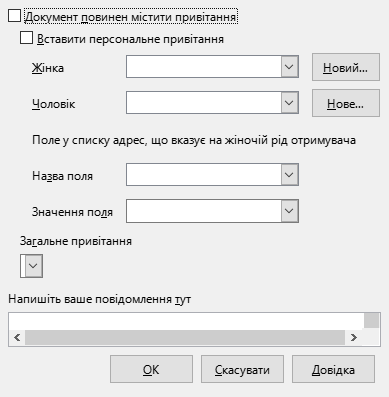 Документ повинен містити привітання
Вставити персональне привітання
Жінка
Новий...
Чоловік
Нове...
Поле у списку адрес, що вказує на жіночій рід отримувача
Назва поля
Значення поля
Загальне привітання
Напишіть ваше повідомлення тут
ОК
Скасувати
Довідка